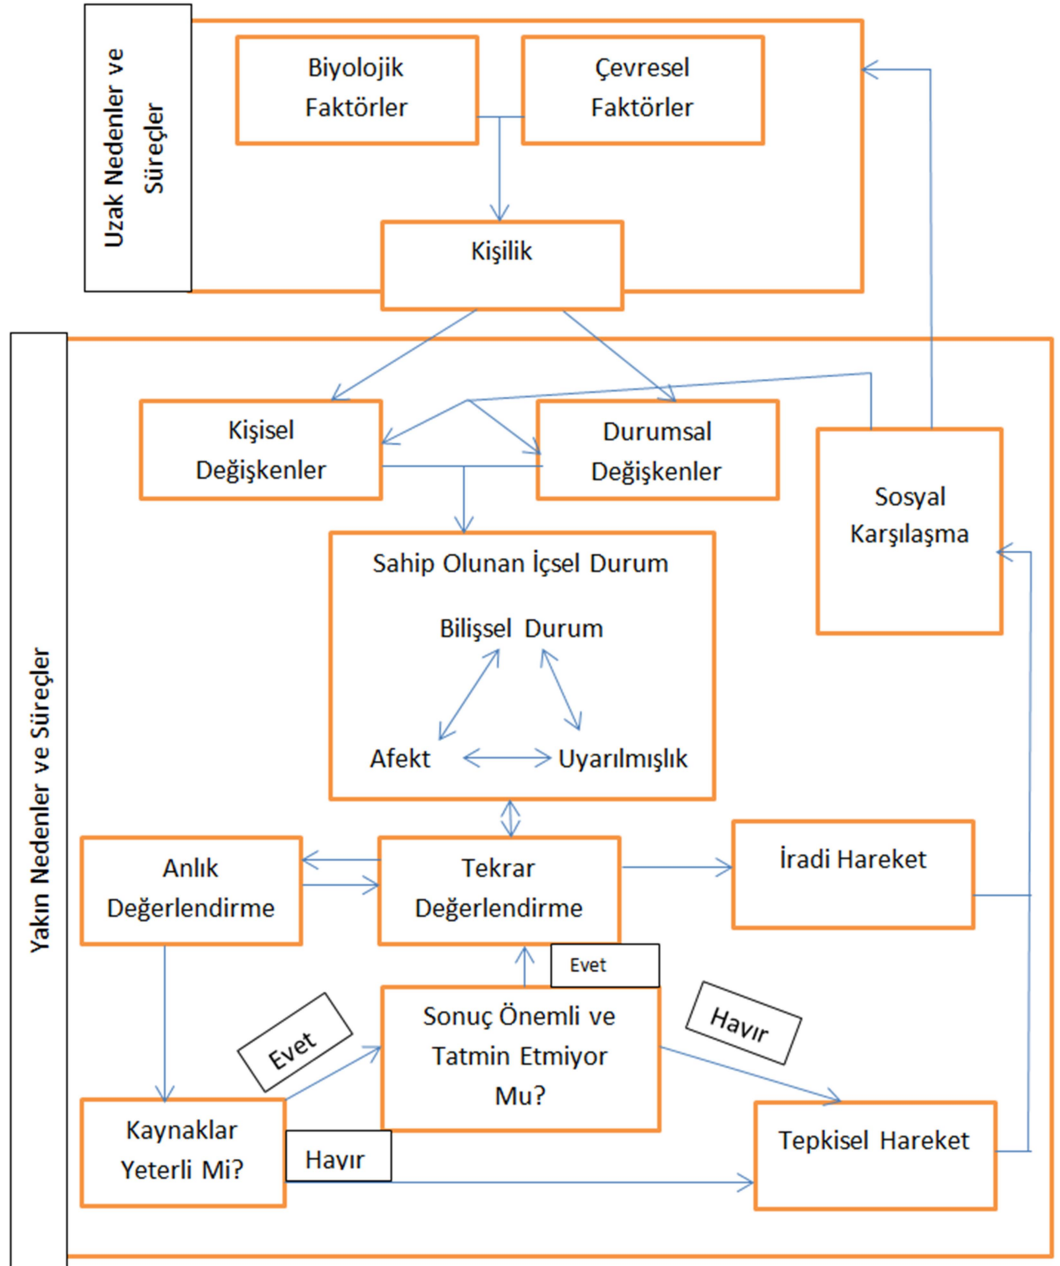 Uzak Nedenler ve
Süreçler
Biyolojik
Faktörler
Çevresel
Faktörler
Kişilik
Yakın Nedenler ve Süreçler
Kişisel
Değişkenler
Durumsal
Değişkenler
Sosyal
Karşılaşma
Sahip Olunan İçsel Durum
Bilişsel Durum
Afekt
Uyarılmışlık
Anlık
Değerlendirme
Tekrar
Değerlendirme
İradi Hareket
Evet
Evet
Sonuç Önemli ve
Tatmin Etmiyor
Mu?
Hayır
Kaynaklar
Yeterli Mi?
Hayır
Tepkisel Hareket